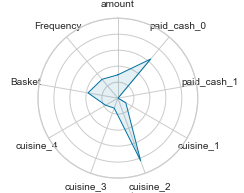 amount
Frequency
paid_cash_0
Basket
paid_cash_1
cuisine_4
cuisine_1
cuisine_3
cuisine_2